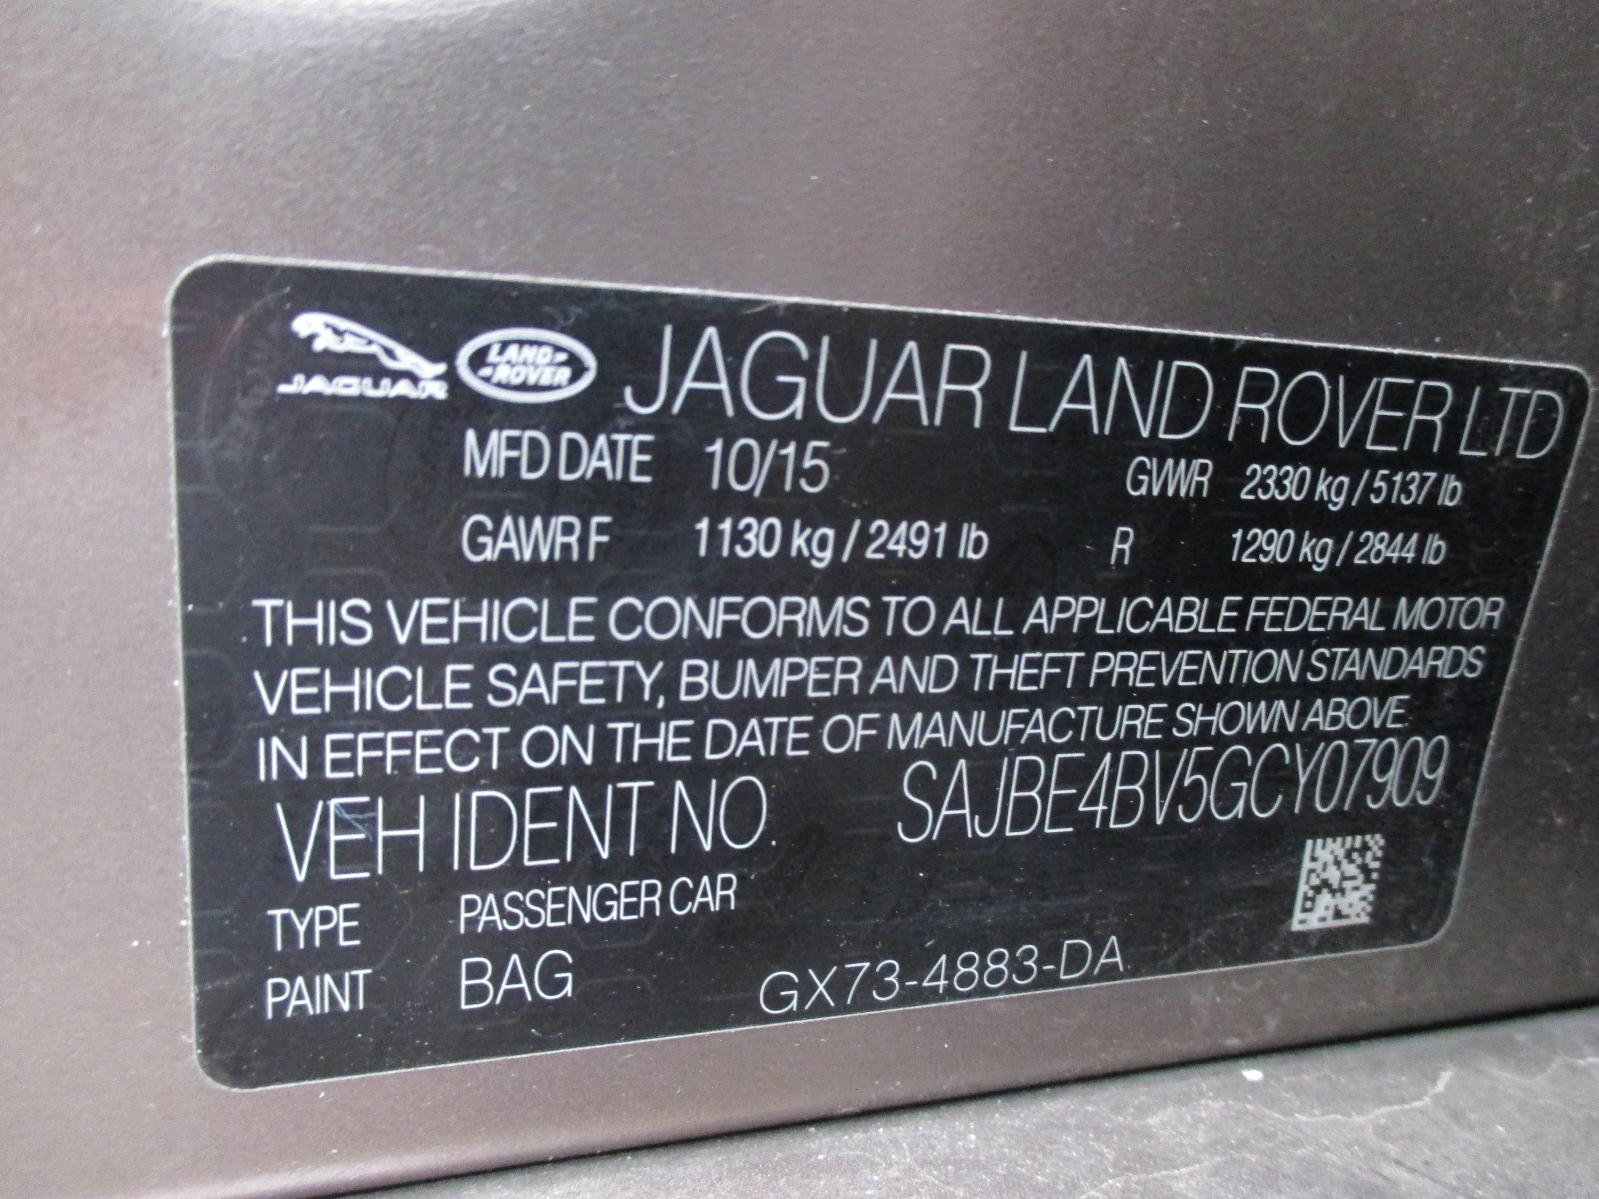 JAGUAR LAND ROVER JAGUAR LAND ROVER LTD
MFD DATE 10/15 GVWR 2330 kg / 5137 lb
GAWR F 1130 kg / 2491 lb R 1290 kg / 2844 lb
THIS VEHICLE CONFORMS TO ALL APPLICABLE FEDERAL MOTOR
VEHICLE SAFETY, BUMPER AND THEFT PREVENTION STANDARDS
IN EFFECT ON THE DATE OF MANUFACTURE SHOWN ABOVE.
VEH IDENT NO. SAJBE4BV5GCY07909
TYPE PASSENGER CAR
PAINT BAG GX73-4883-DA